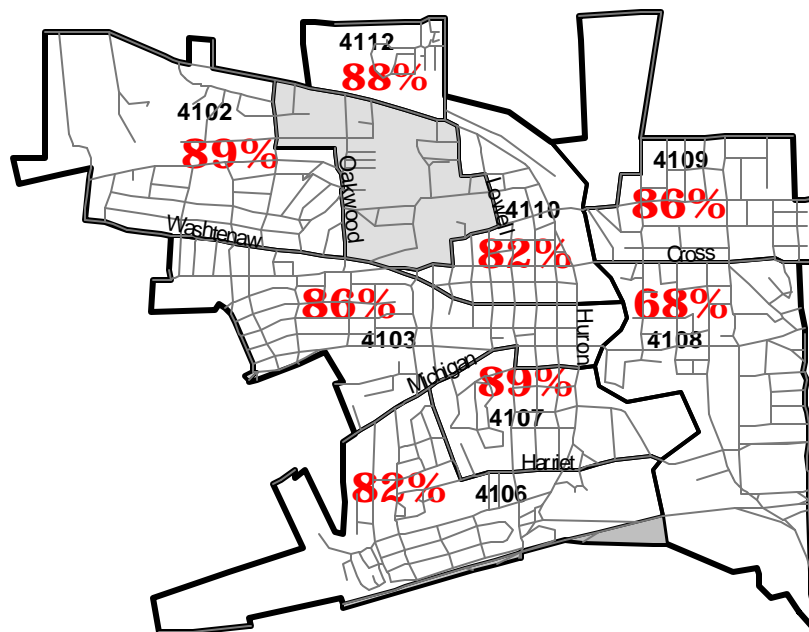 4112
88%
4102
89%
4109
86%
Oakwood
Lowell
4110
82%
Washtenaw
Cross
86%
4103
68%
4108
Huron
Michigan
89%
4107
Harriet
82%
4106